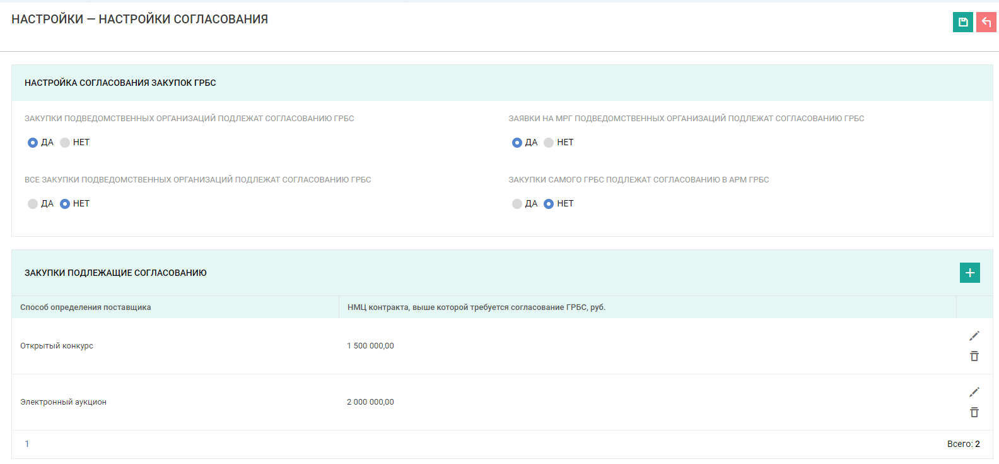 НАСТРОЙКИ — НАСТРОЙКИ СОГЛАСОВАНИЯ
НАСТРОЙКА СОГЛАСОВАНИЯ ЗАКУПОК ГРБС
ЗАКУПКИ ПОДВЕДОМСТВЕННЫХ ОРГАНИЗАЦИЙ ПОДЛЕЖАТ СОГЛАСОВАНИЮ ГРБС
ДА НЕТ
ЗАЯВКИ НА МРГ ПОДВЕДОМСТВЕННЫХ ОРГАНИЗАЦИЙ ПОДЛЕЖАТ СОГЛАСОВАНИЮ ГРБС
ДА НЕТ
ВСЕ ЗАКУПКИ ПОДВЕДОМСТВЕННЫХ ОРГАНИЗАЦИЙ ПОДЛЕЖАТ СОГЛАСОВАНИЮ ГРБС
ДА НЕТ
ЗАКУПКИ САМОГО ГРБС ПОДЛЕЖАТ СОГЛАСОВАНИЮ В АРМ ГРБС
ДА НЕТ
ЗАКУПКИ ПОДЛЕЖАЩИЕ СОГЛАСОВАНИЮ
Способ определения поставщика НМЦ контракта, выше которой требуется согласование ГРБС, руб.
Открытый конкурс 1 500 000,00
Электронный аукцион 2 000 000,00
1 Всего: 2